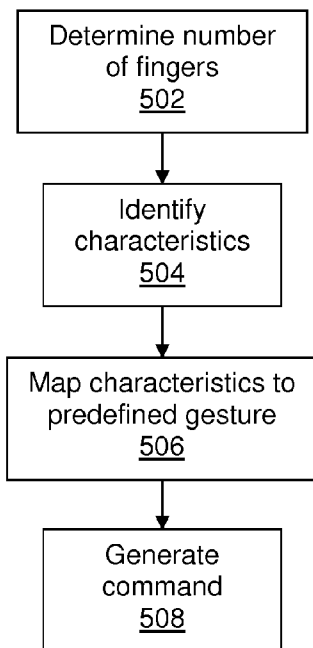 Determine number
of fingers
502
Identify
characteristics
504
Map characteristics to
predefined gesture
506
Generate
command
508